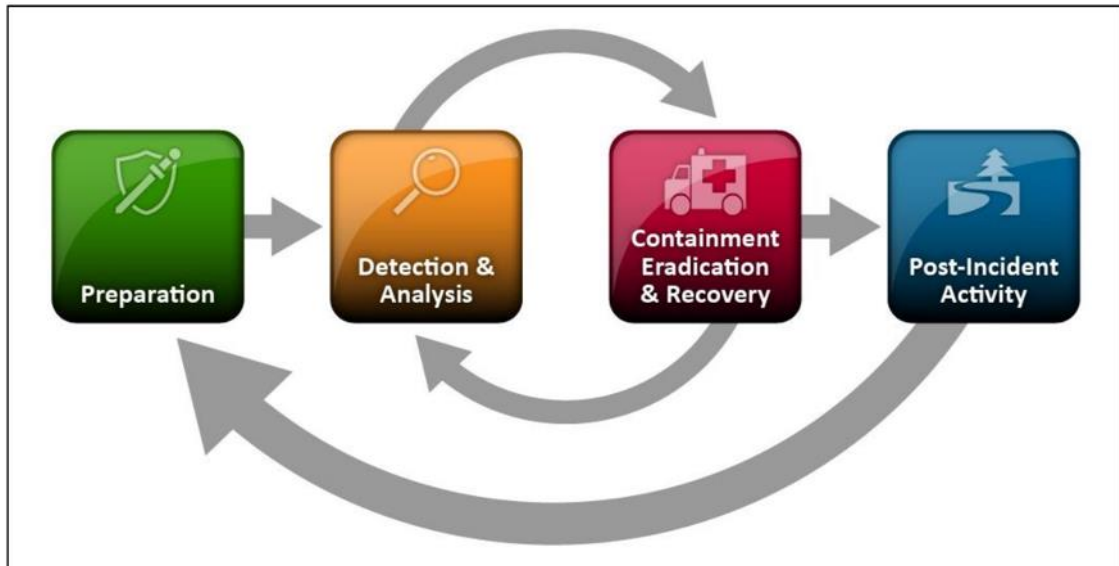 Preparation
Detection &
Analysis
Containment
Eradication
& Recovery
Post-Incident
Activity